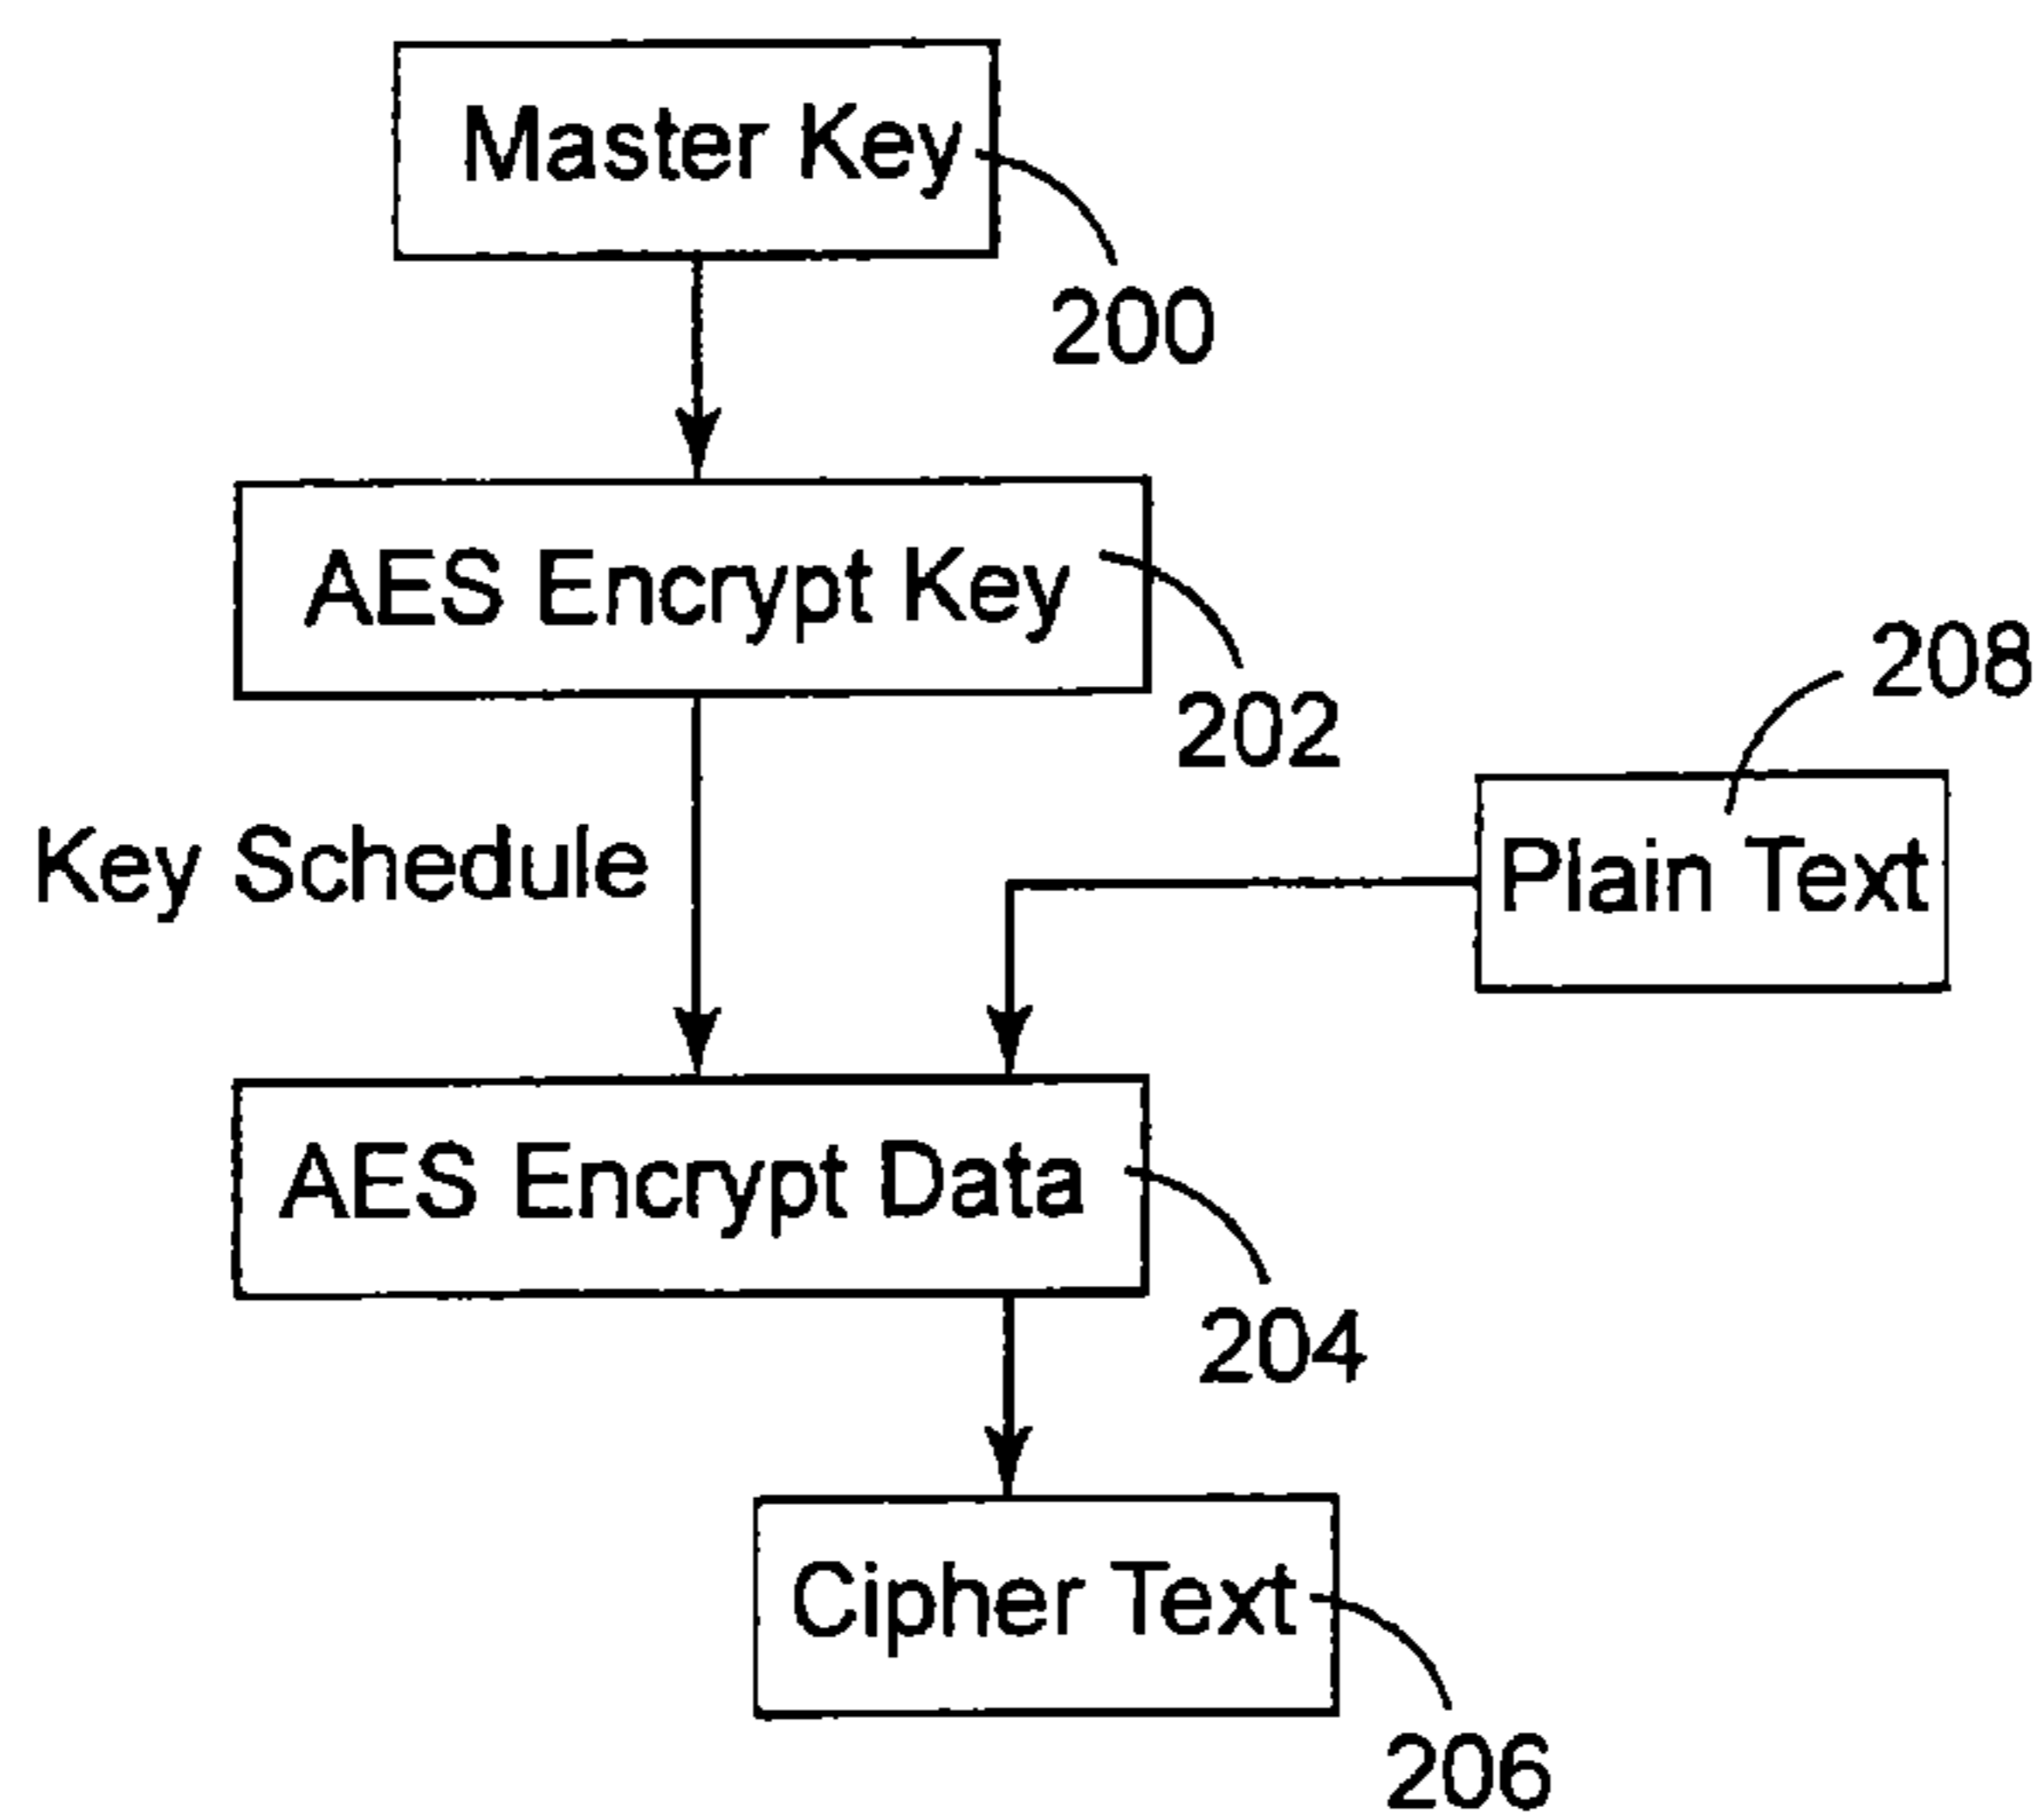 Master Key
200
AES Encrypt Key
202
208
Key Schedule
Plain Text
AES Encrypt Data
204
Cipher Text
206